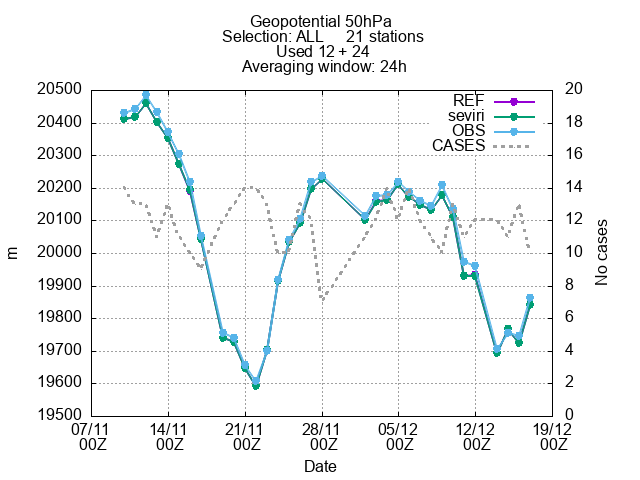 Geopotential 50hPa
Selection: ALL 21 stations
Used 12 + 24
Averaging window: 24h
20500 20
REF
20400 18
seviri
OBS
20300 16
CASES
20200 14
20100 12
20000 10
m
No cases
19900 8
19800 6
19700 4
19600 2
19500 0
07/11 14/11 21/11 28/11 05/12 12/12 19/12
00Z 00Z 00Z 00Z 00Z 00Z 00Z
Date